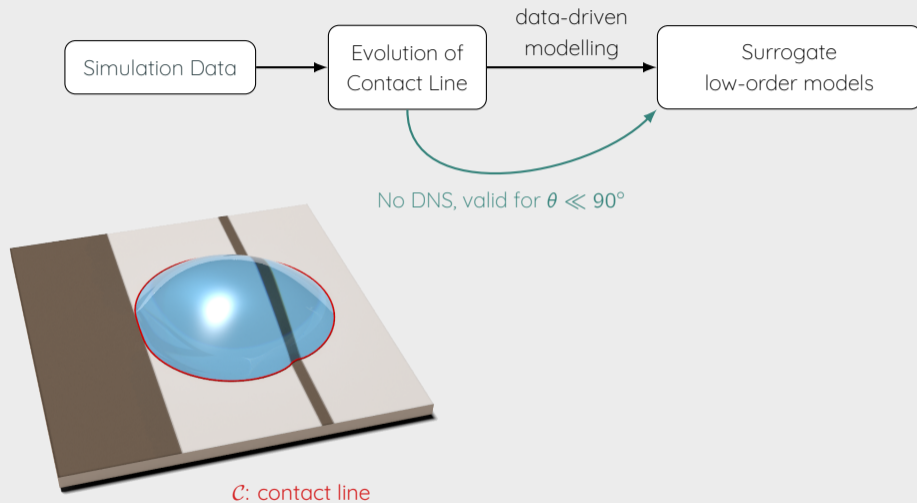 Simulation Data
Evolution of
Contact Line
data-driven
modelling
Surrogate
low-order models
No DNS, valid for θ ≪ 90°
𝒞: contact line